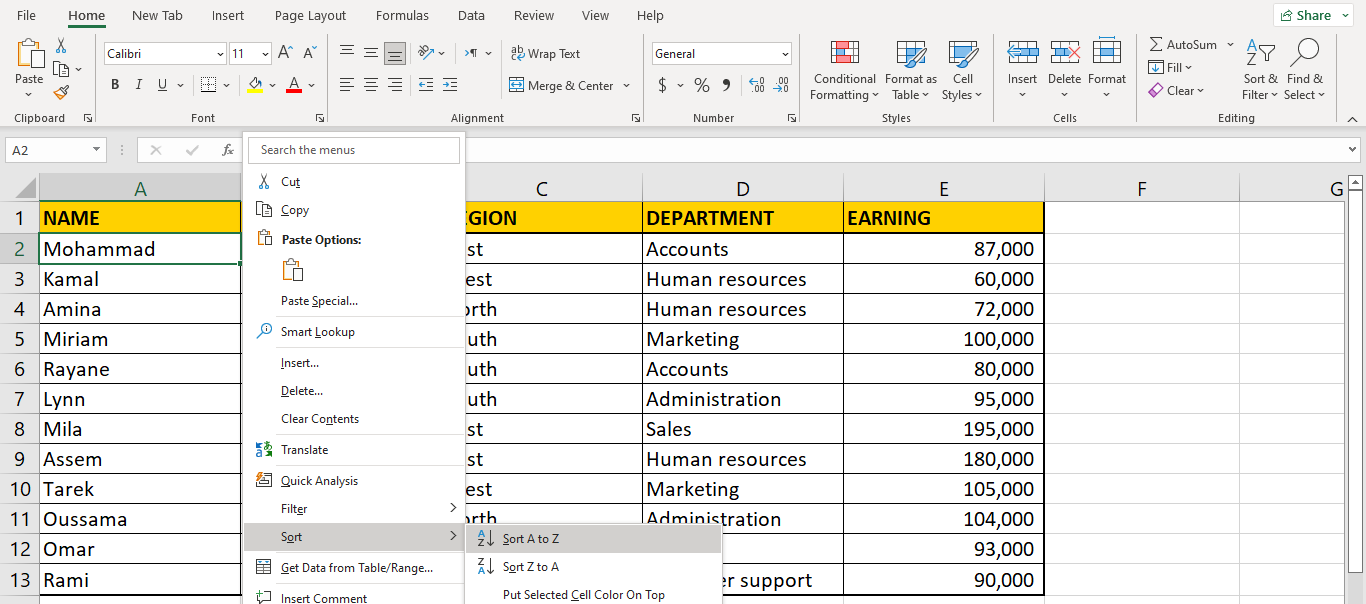 File Home New Tab Insert Page Layout Formulas Data Review View Help Share
Calibri 11 Wrap Text General AutoSum
Paste Conditional Format as Cell Insert Delete Format Fill Sort & Find &
B I U Merge & Center $ % Formatting Table Styles Clear Filter Select
Clipboard Font Alignment Number Styles Cells Editing
A2 fx
Search the menus
Cut
Copy
Paste Options:
Paste Special...
Smart Lookup
Insert...
Delete...
Clear Contents
Translate
Quick Analysis
Filter
Sort
Get Data from Table/Range...
Insert Comment
Sort A to Z
Sort Z to A
Put Selected Cell Color On Top
A C D E F G
1 NAME GION DEPARTMENT EARNING
2 Mohammad st Accounts 87,000
3 Kamal est Human resources 60,000
4 Amina orth Human resources 72,000
5 Miriam uth Marketing 100,000
6 Rayane uth Accounts 80,000
7 Lynn uth Administration 95,000
8 Mila st Sales 195,000
9 Assem st Human resources 180,000
10 Tarek est Marketing 105,000
11 Oussama orth Administration 104,000
12 Omar 93,000
13 Rami er support 90,000